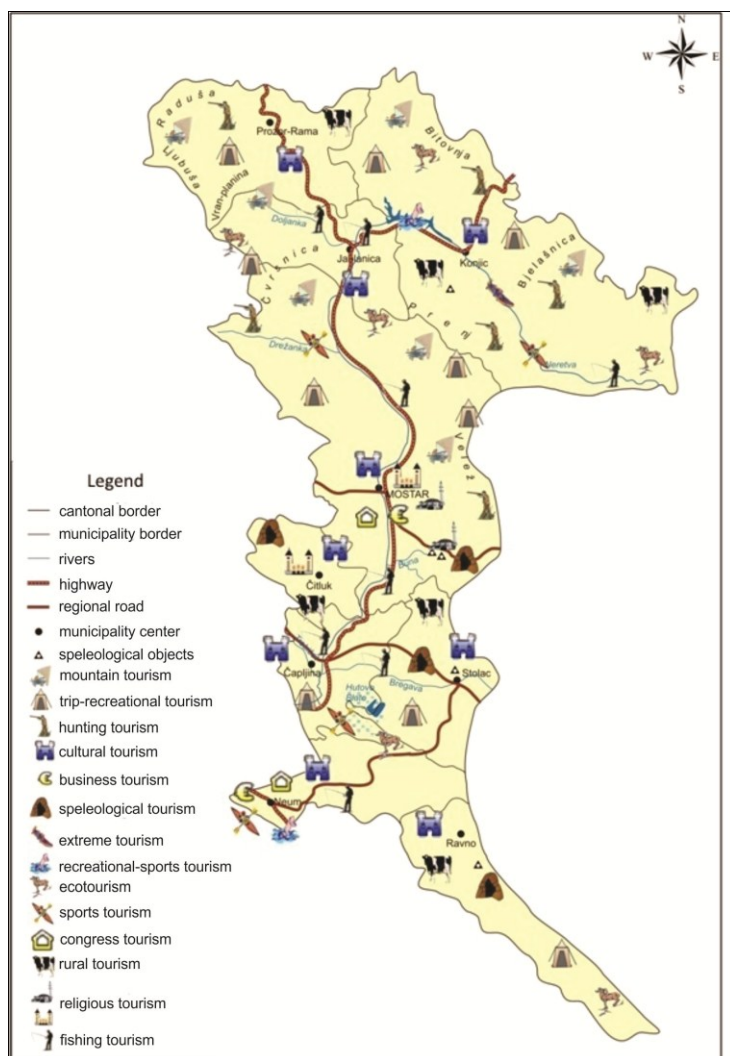 N
W E
S
Raduša
Ljubuša
Vran-planina
Prozor-Rama
Bitovnja
Doljanka
Jablanica
Konjic
Bjelašnica
Čvrsnica
Prenj
Drežanka
Neretva
Velež
MOSTAR
Buna
Čitluk
Čapljina
Stolac
Bregava
Hutovo
Blato
Neum
Ravno
Legend
cantonal border
municipality border
rivers
highway
regional road
municipality center
speleological objects
mountain tourism
trip-recreational tourism
hunting tourism
cultural tourism
business tourism
speleological tourism
extreme tourism
recreational-sports tourism
ecotourism
sports tourism
congress tourism
rural tourism
religious tourism
fishing tourism